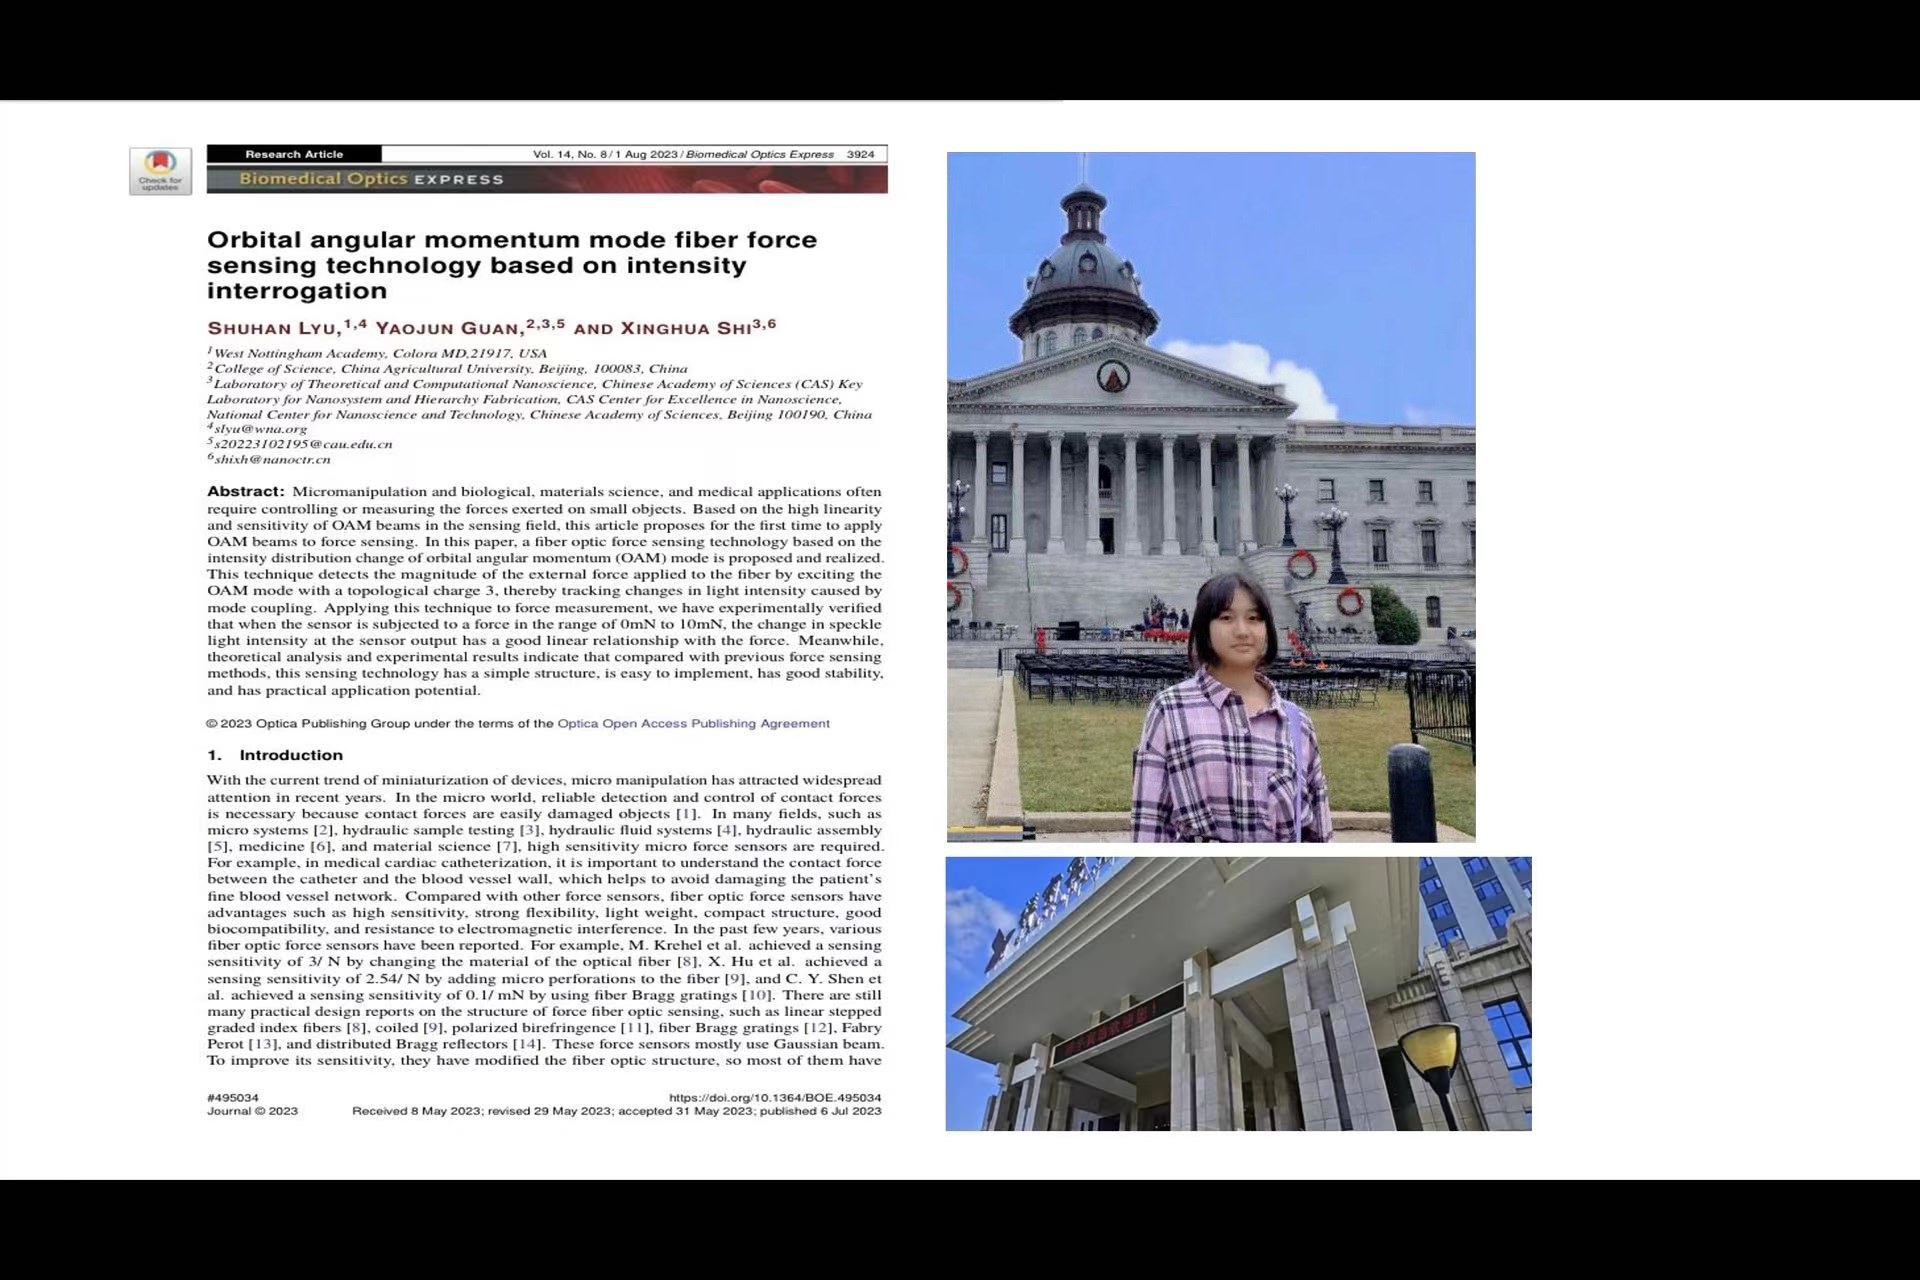 Check for
updates
Research Article
Vol. 14, No. 8 / 1 Aug 2023 / Biomedical Optics Express 3924
Biomedical Optics EXPRESS
Orbital angular momentum mode fiber force
sensing technology based on intensity
interrogation
SHUHAN LYU,1,4 YAOJUN GUAN,2,3,5 AND XINGHUA SHI3,6
1West Nottingham Academy, Colora MD,21917, USA
2College of Science, China Agricultural University, Beijing, 100083, China
3Laboratory of Theoretical and Computational Nanoscience, Chinese Academy of Sciences (CAS) Key
Laboratory for Nanosystem and Hierarchy Fabrication, CAS Center for Excellence in Nanoscience,
National Center for Nanoscience and Technology, Chinese Academy of Sciences, Beijing 100190, China
4slyu@wna.org
5s20223102195@cau.edu.cn
6shixh@nanoctr.cn
Abstract: Micromanipulation and biological, materials science, and medical applications often
require controlling or measuring the forces exerted on small objects. Based on the high linearity
and sensitivity of OAM beams in the sensing field, this article proposes for the first time to apply
OAM beams to force sensing. In this paper, a fiber optic force sensing technology based on the
intensity distribution change of orbital angular momentum (OAM) mode is proposed and realized.
This technique detects the magnitude of the external force applied to the fiber by exciting the
OAM mode with a topological charge 3, thereby tracking changes in light intensity caused by
mode coupling. Applying this technique to force measurement, we have experimentally verified
that when the sensor is subjected to a force in the range of 0mN to 10mN, the change in speckle
light intensity at the sensor output has a good linear relationship with the force. Meanwhile,
theoretical analysis and experimental results indicate that compared with previous force sensing
methods, this sensing technology has a simple structure, is easy to implement, has good stability,
and has practical application potential.
© 2023 Optica Publishing Group under the terms of the Optica Open Access Publishing Agreement
1. Introduction
With the current trend of miniaturization of devices, micro manipulation has attracted widespread
attention in recent years. In the micro world, reliable detection and control of contact forces
is necessary because contact forces are easily damaged objects [1]. In many fields, such as
micro systems [2], hydraulic sample testing [3], hydraulic fluid systems [4], hydraulic assembly
[5], medicine [6], and material science [7], high sensitivity micro force sensors are required.
For example, in medical cardiac catheterization, it is important to understand the contact force
between the catheter and the blood vessel wall, which helps to avoid damaging the patient's
fine blood vessel network. Compared with other force sensors, fiber optic force sensors have
advantages such as high sensitivity, strong flexibility, light weight, compact structure, good
biocompatibility, and resistance to electromagnetic interference. In the past few years, various
fiber optic force sensors have been reported. For example, M. Krehel et al. achieved a sensing
sensitivity of 3/ N by changing the material of the optical fiber [8], X. Hu et al. achieved a
sensing sensitivity of 2.54/ N by adding micro perforations to the fiber [9], and C. Y. Shen et
al. achieved a sensing sensitivity of 0.1/ mN by using fiber Bragg gratings [10]. There are still
many practical design reports on the structure of force fiber optic sensing, such as linear stepped
graded index fibers [8], coiled [9], polarized birefringence [11], fiber Bragg gratings [12], Fabry
Perot [13], and distributed Bragg reflectors [14]. These force sensors mostly use Gaussian beam.
To improve its sensitivity, they have modified the fiber optic structure, so most of them have
#495034
https://doi.org/10.1364/BOE.495034
Journal © 2023
Received 8 May 2023; revised 29 May 2023; accepted 31 May 2023; published 6 Jul 2023